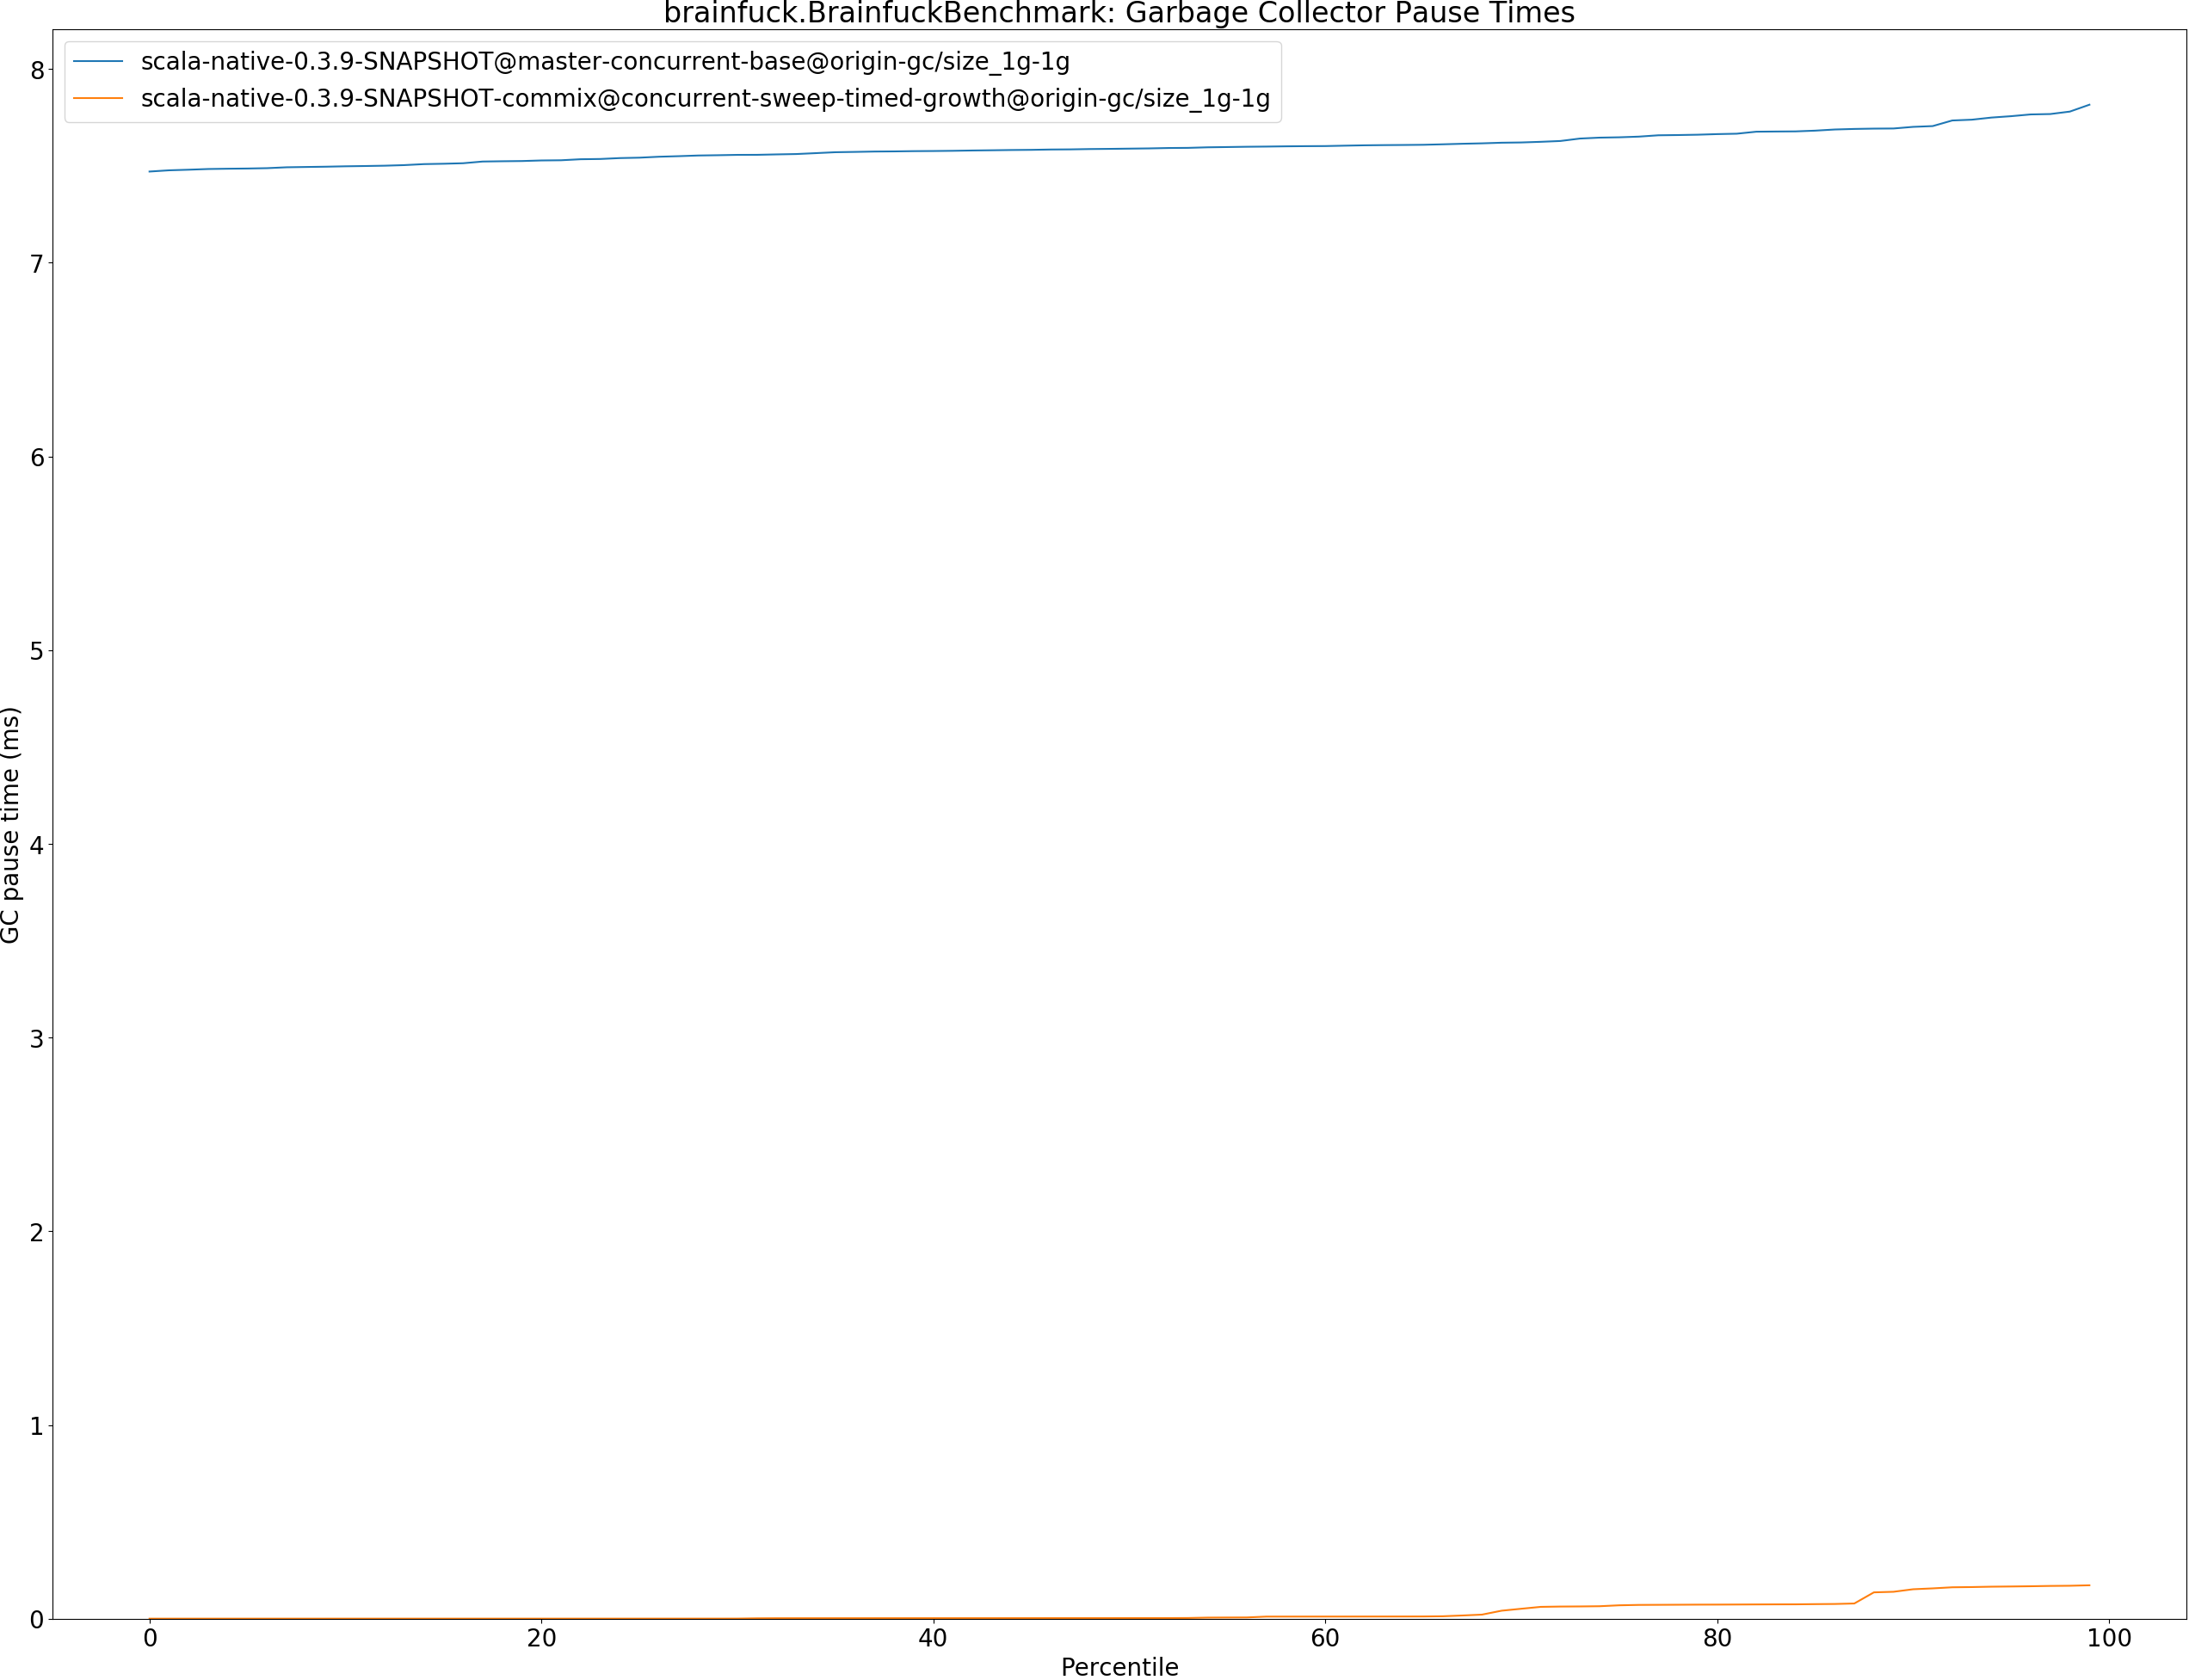 brainfuck.BrainfuckBenchmark: Garbage Collector Pause Times
scala-native-0.3.9-SNAPSHOT@master-concurrent-base@origin-gc/size_1g-1g
scala-native-0.3.9-SNAPSHOT-commix@concurrent-sweep-timed-growth@origin-gc/size_1g-1g
8
7
6
5
4
3
2
1
0
GC pause time (ms)
0 20 40 60 80 100
Percentile